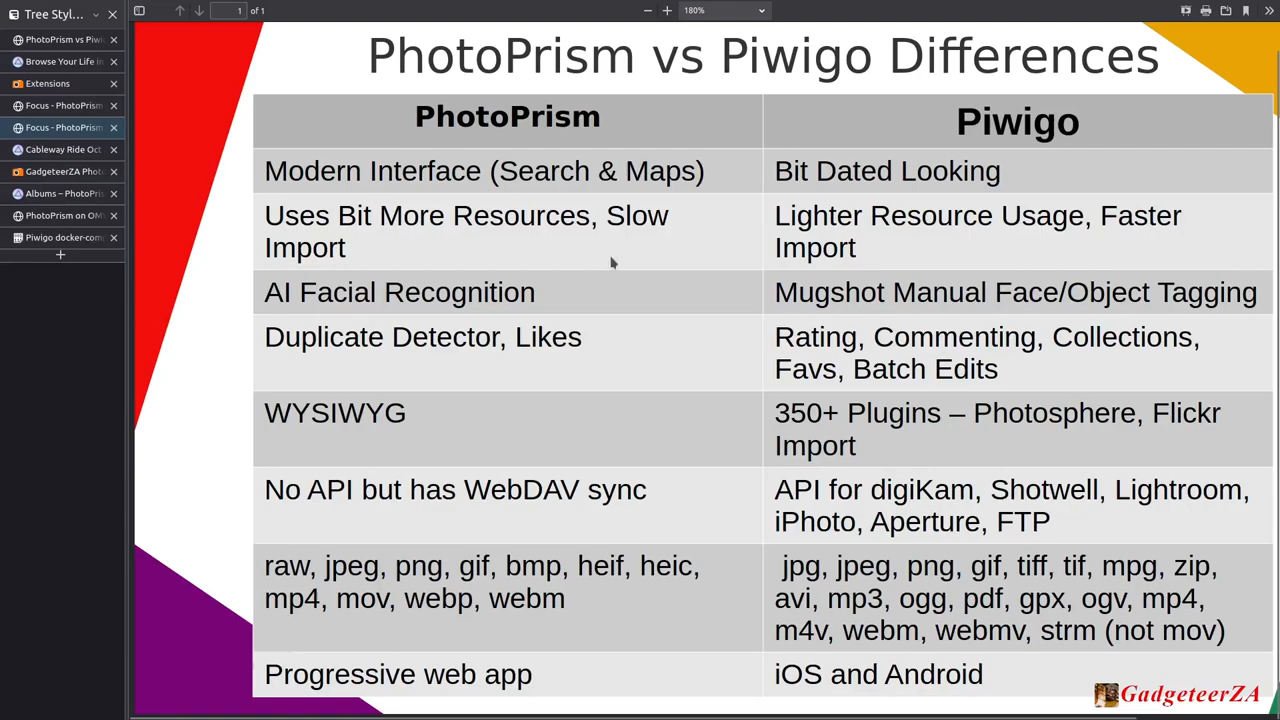 Tree Styl..
1 of 1
180%
PhotoPrism vs Piwi
Browse Your Life in
Extensions
Focus - PhotoPrism
Focus - PhotoPrism
Cableway Ride Oct
GadgeteerZA Phot
Albums – PhotoPris
PhotoPrism on OM
Piwigo docker-com
PhotoPrism vs Piwigo Differences
PhotoPrism
Piwigo
Modern Interface (Search & Maps)
Bit Dated Looking
Uses Bit More Resources, Slow
Import
Lighter Resource Usage, Faster
Import
AI Facial Recognition
Mugshot Manual Face/Object Tagging
Duplicate Detector, Likes
Rating, Commenting, Collections,
Favs, Batch Edits
WYSIWYG
350+ Plugins – Photosphere, Flickr
Import
No API but has WebDAV sync
API for digiKam, Shotwell, Lightroom,
iPhoto, Aperture, FTP
raw, jpeg, png, gif, bmp, heif, heic,
mp4, mov, webp, webm
jpg, jpeg, png, gif, tiff, tif, mpg, zip,
avi, mp3, ogg, pdf, gpx, ogv, mp4,
m4v, webm, webmv, strm (not mov)
Progressive web app
iOS and Android
GadgeteerZA